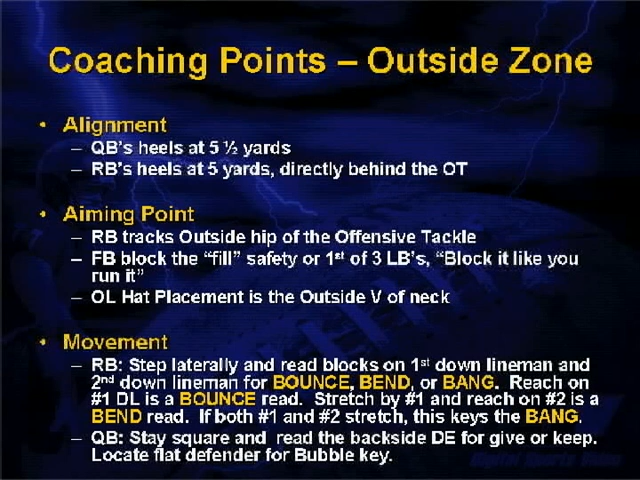 Coaching Points – Outside Zone
• Alignment
– QB's heels at 5 ½ yards
– RB's heels at 5 yards, directly behind the OT
• Aiming Point
– RB tracks Outside hip of the Offensive Tackle
– FB block the “fill” safety or 1st of 3 LB's, “Block it like you
run it”
– OL Hat Placement is the Outside V of neck
• Movement
– RB: Step laterally and read blocks on 1st down lineman and
2nd down lineman for BOUNCE, BEND, or BANG. Reach on
#1 DL is a BOUNCE read. Stretch by #1 and reach on #2 is a
BEND read. If both #1 and #2 stretch, this keys the BANG.
– QB: Stay square and read the backside DE for give or keep.
Locate flat defender for Bubble key.
Digital Sports Video